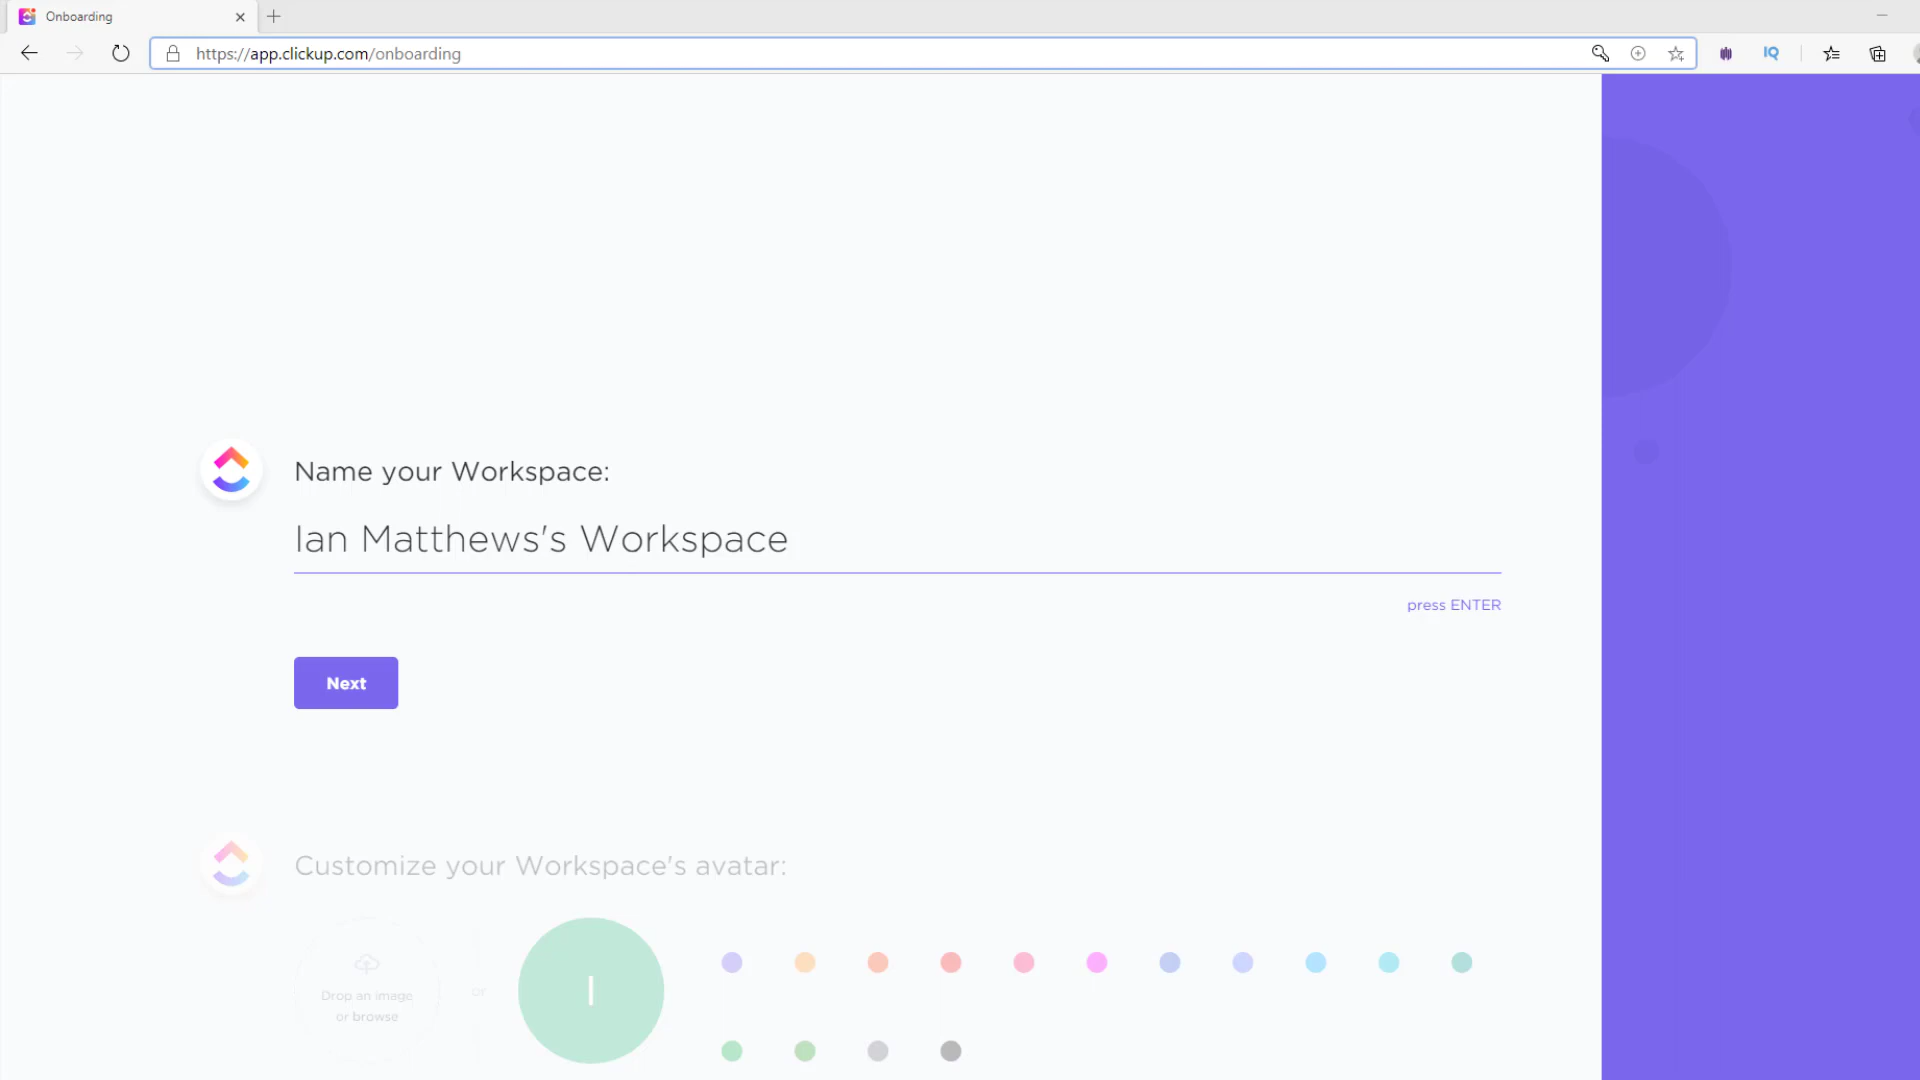 Onboarding
https://app.clickup.com/onboarding
IQ
Name your Workspace:
Ian Matthews's Workspace
press ENTER
Next
Customize your Workspace's avatar:
Drop an image
or browse
or
I